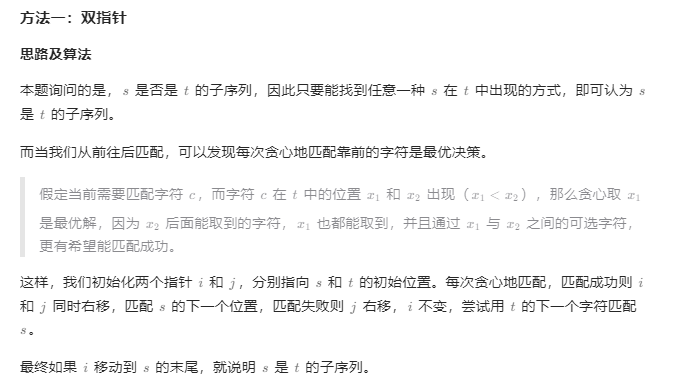 方法一：双指针
思路及算法
本题询问的是，s 是否是 t 的子序列，因此只要能找到任意一种 s 在 t 中出现的方式，即可认为 s
是 t 的子序列。
而当我们从前往后匹配，可以发现每次贪心地匹配靠前的字符是最优决策。
假定当前需要匹配字符 c，而字符 c 在 t 中的位置 x₁ 和 x₂ 出现（x₁ < x₂），那么贪心取 x₁
是最优解，因为 x₂ 后面能取到的字符，x₁ 也都能取到，并且通过 x₁ 与 x₂ 之间的可选字符，
更有希望能匹配成功。
这样，我们初始化两个指针 i 和 j，分别指向 s 和 t 的初始位置。每次贪心地匹配，匹配成功则 i
和 j 同时右移，匹配 s 的下一个位置，匹配失败则 j 右移，i 不变，尝试用 t 的下一个字符匹配
s。
最终如果 i 移动到 s 的末尾，就说明 s 是 t 的子序列。